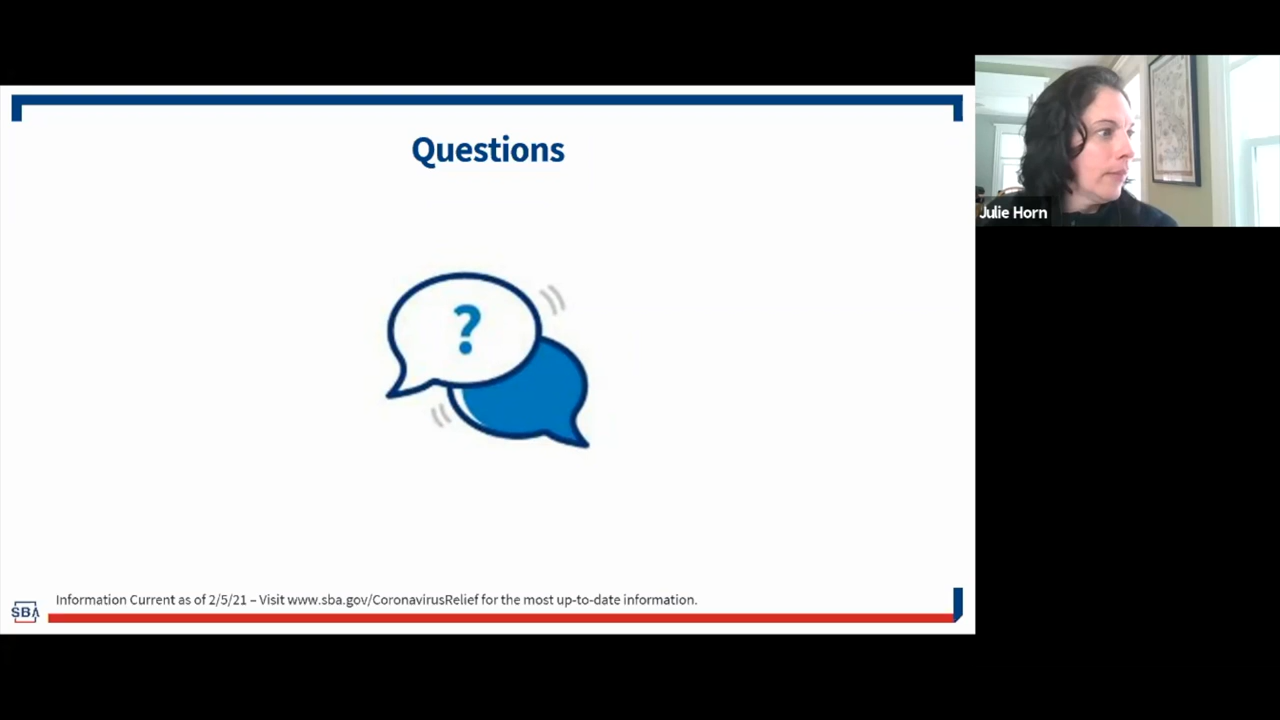 Questions
?
Julie Horn
SBA
Information Current as of 2/5/21 – Visit www.sba.gov/CoronavirusRelief for the most up-to-date information.